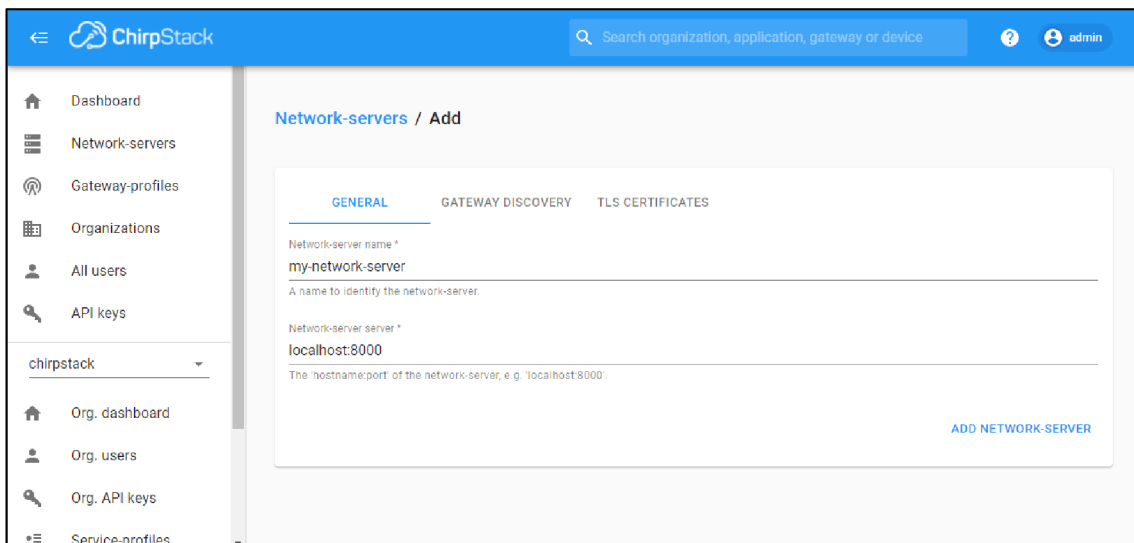 ChirpStack
Search organization, application, gateway or device
? admin
Dashboard
Network-servers
Gateway-profiles
Organizations
All users
API keys
chirpstack
Org. dashboard
Org. users
Org. API keys
Service-profiles
Network-servers / Add
GENERAL GATEWAY DISCOVERY TLS CERTIFICATES
Network-server name *
my-network-server
A name to identify the network-server.
Network-server server *
localhost:8000
The 'hostname:port' of the network-server, e.g. 'localhost:8000'.
ADD NETWORK-SERVER